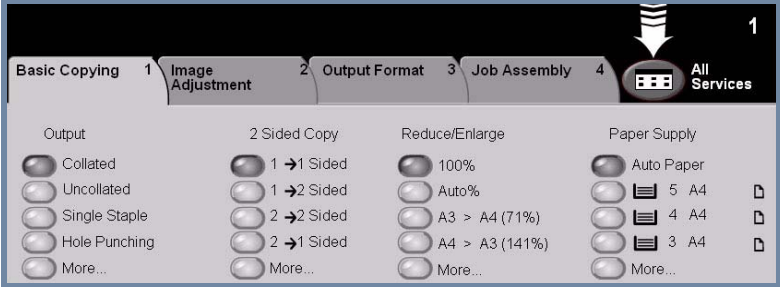 1
Basic Copying 1
Image Adjustment 2
Output Format 3
Job Assembly 4
All Services
Output
Collated
Uncollated
Single Staple
Hole Punching
More...
2 Sided Copy
1 ➔1 Sided
1 ➔2 Sided
2 ➔2 Sided
2 ➔1 Sided
More...
Reduce/Enlarge
100%
Auto%
A3 > A4 (71%)
A4 > A3 (141%)
More...
Paper Supply
Auto Paper
5 A4
4 A4
3 A4
More...